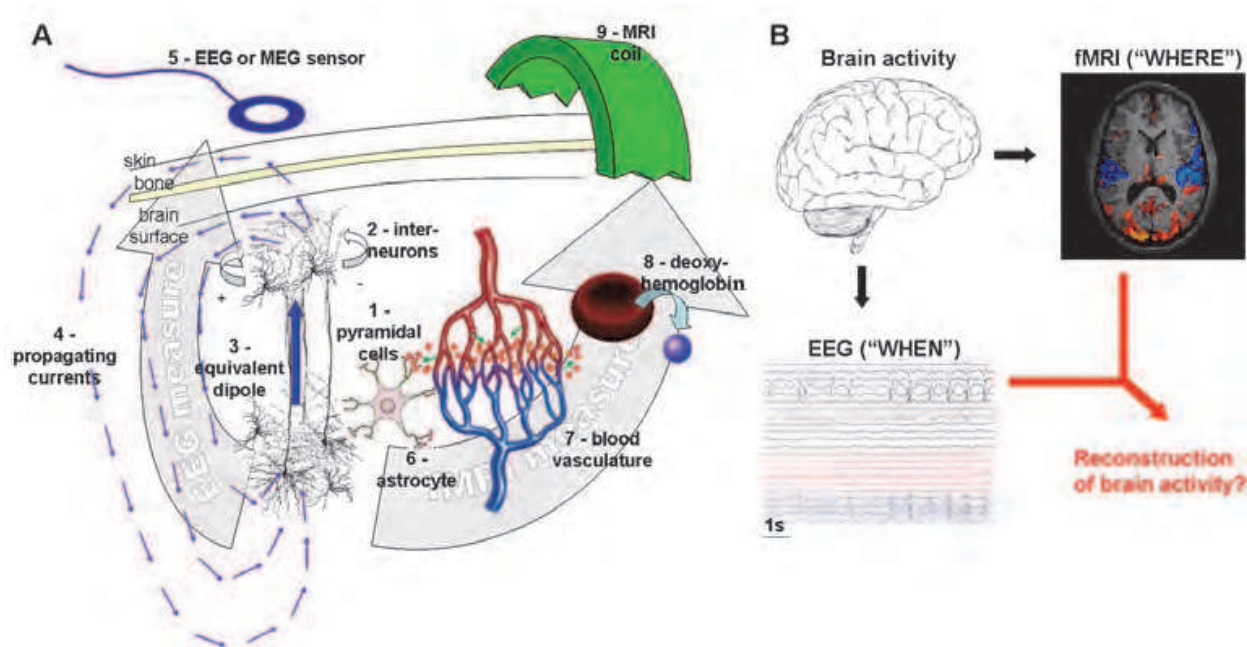 A
5 - EEG or MEG sensor
9 - MRI
coil
skin
bone
brain
surface
2 - inter-
neurons
+
-
1 -
pyramidal
cells
3 -
equivalent
dipole
4 -
propagating
currents
EEG measure
8 - deoxy-
hemoglobin
7 - blood
vasculature
6 -
astrocyte
fMRI measure
B
Brain activity
fMRI (“WHERE”)
EEG (“WHEN”)
1s
Reconstruction
of brain activity?